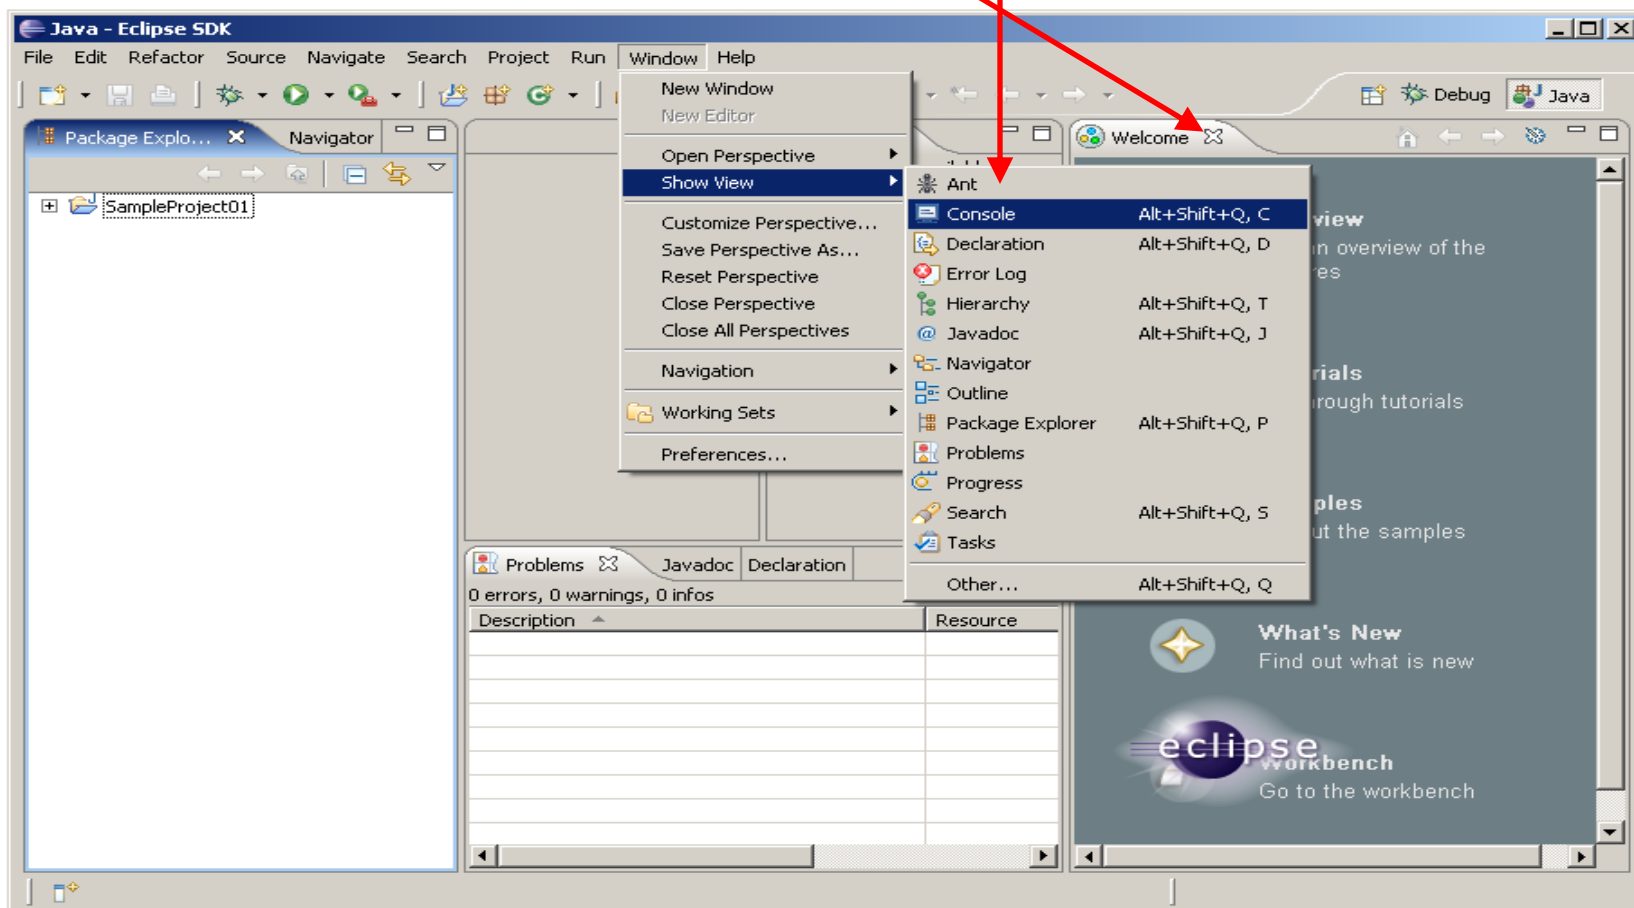 Java - Eclipse SDK
File Edit Refactor Source Navigate Search Project Run Window Help
Debug Java
Package Explo... Navigator
SampleProject01
New Window
New Editor
Open Perspective
Show View
Customize Perspective...
Save Perspective As...
Reset Perspective
Close Perspective
Close All Perspectives
Navigation
Working Sets
Preferences...
Ant
Console Alt+Shift+Q, C
Declaration Alt+Shift+Q, D
Error Log
Hierarchy Alt+Shift+Q, T
@ Javadoc Alt+Shift+Q, J
Navigator
Outline
Package Explorer Alt+Shift+Q, P
Problems
Progress
Search Alt+Shift+Q, S
Tasks
Other... Alt+Shift+Q, Q
Problems Javadoc Declaration
0 errors, 0 warnings, 0 infos
Description Resource
Welcome
view
n overview of the
es
rials
rough tutorials
ples
ut the samples
What's New
Find out what is new
eclipse
Workbench
Go to the workbench